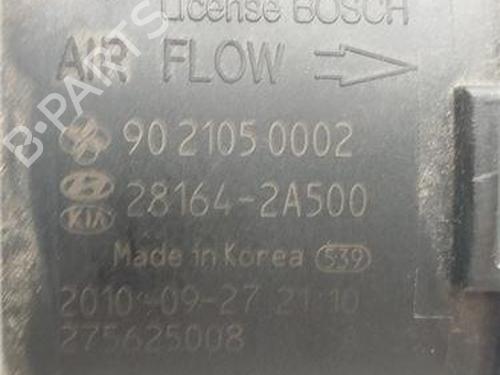 License BOSCH
AIR FLOW
90 2105 0002
28164-2A500
KIA
Made in Korea 539
2010-09-27 21:10
275625008
B-PARTS